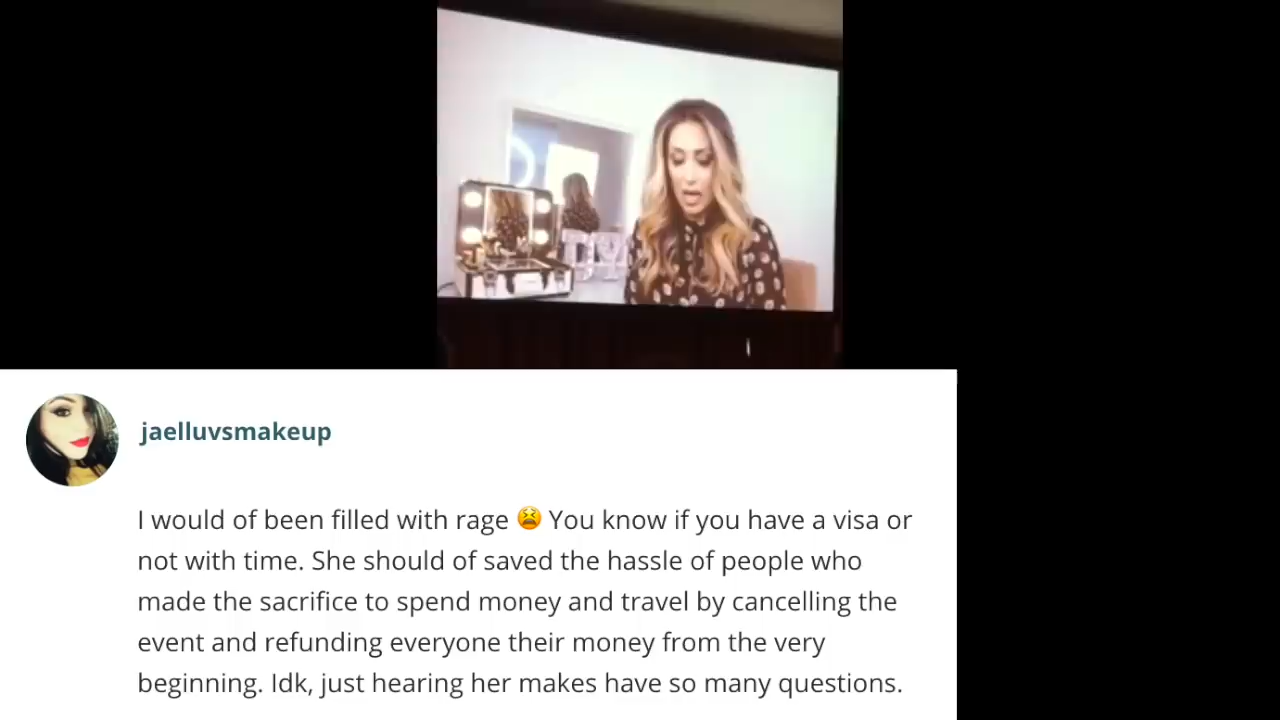 jaelluvsmakeup
I would of been filled with rage 😫 You know if you have a visa or
not with time. She should of saved the hassle of people who
made the sacrifice to spend money and travel by cancelling the
event and refunding everyone their money from the very
beginning. Idk, just hearing her makes have so many questions.